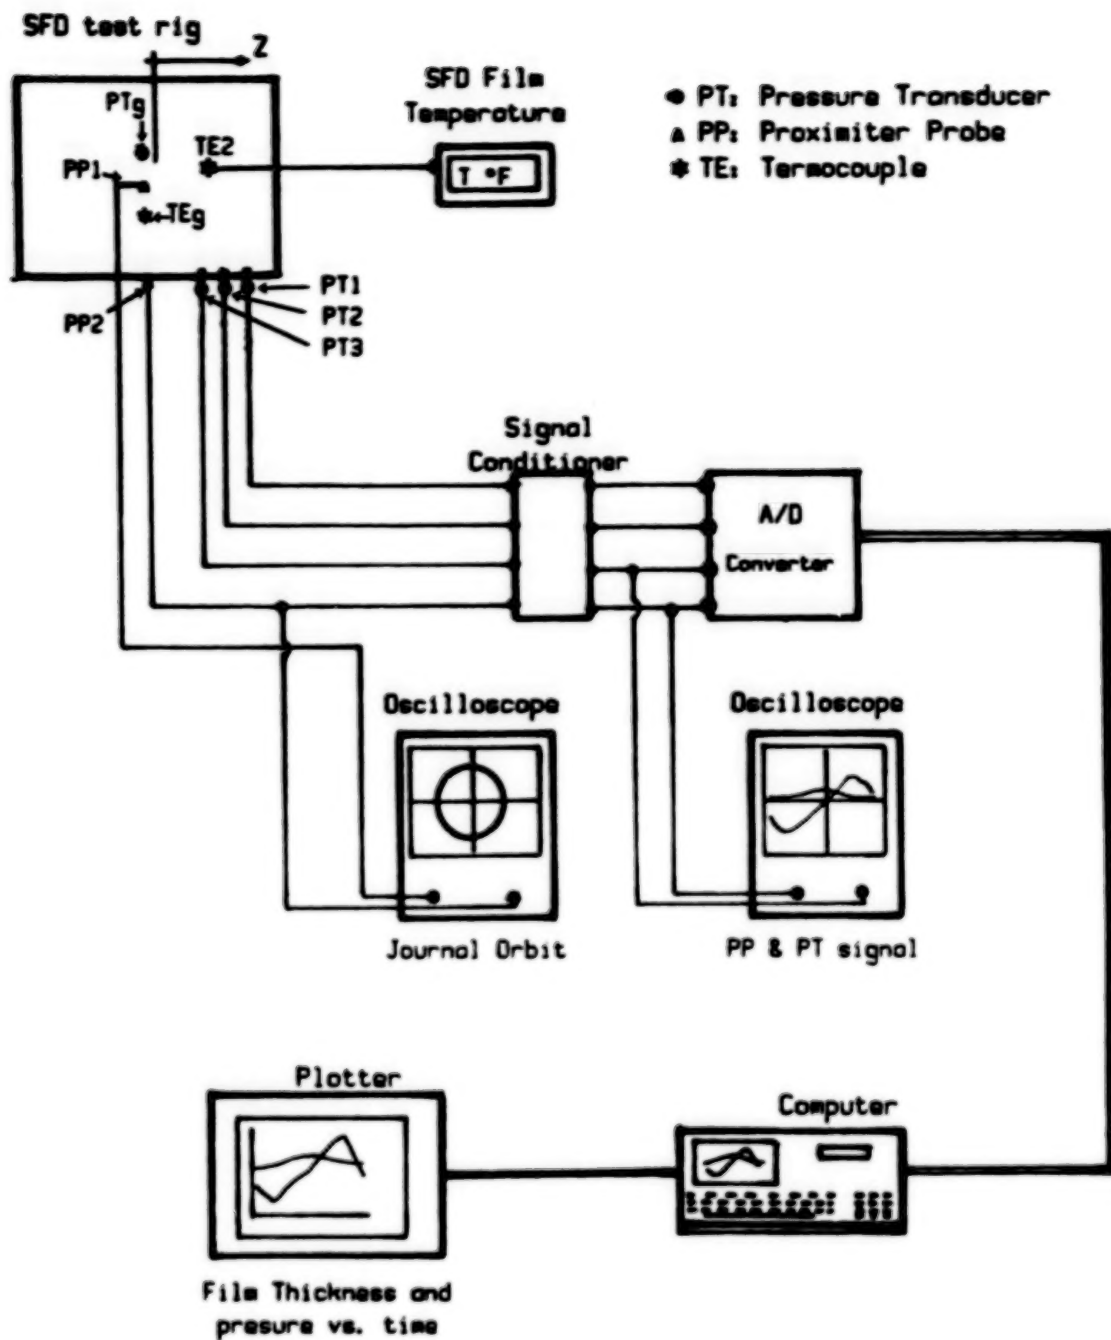 SFD test rig
Z
PTg
TE2
PP1
TEg
PP2
PT1
PT2
PT3
SFD Film
Temperature
T °F
PT: Pressure Transducer
PP: Proximiter Probe
TE: Termocouple
Signal
Conditioner
A/D
Converter
Oscilloscope
Journal Orbit
Oscilloscope
PP & PT signal
Plotter
Film Thickness and
presure vs. time
Computer